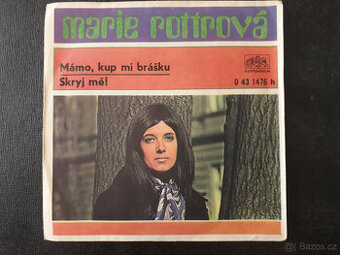 marie rottrová
Mámo, kup mi brášku
Skryj mě!
SUPRAPHON
0 43 1476 h
Bazos.cz